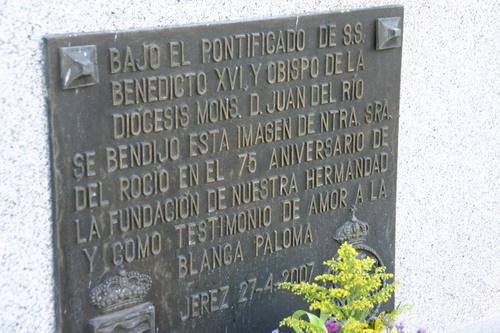 BAJO EL PONTIFICADO DE S.S.
BENEDICTO XVI, Y OBISPO DE LA
DIOCESIS MONS. D. JUAN DEL RIO
SE BENDIJO ESTA IMAGEN DE NTRA. SRA.
DEL ROCIO EN EL 75 ANIVERSARIO DE
LA FUNDACIÓN DE NUESTRA HERMANDAD
Y COMO TESTIMONIO DE AMOR A LA
BLANCA PALOMA
JEREZ 27-4-2007